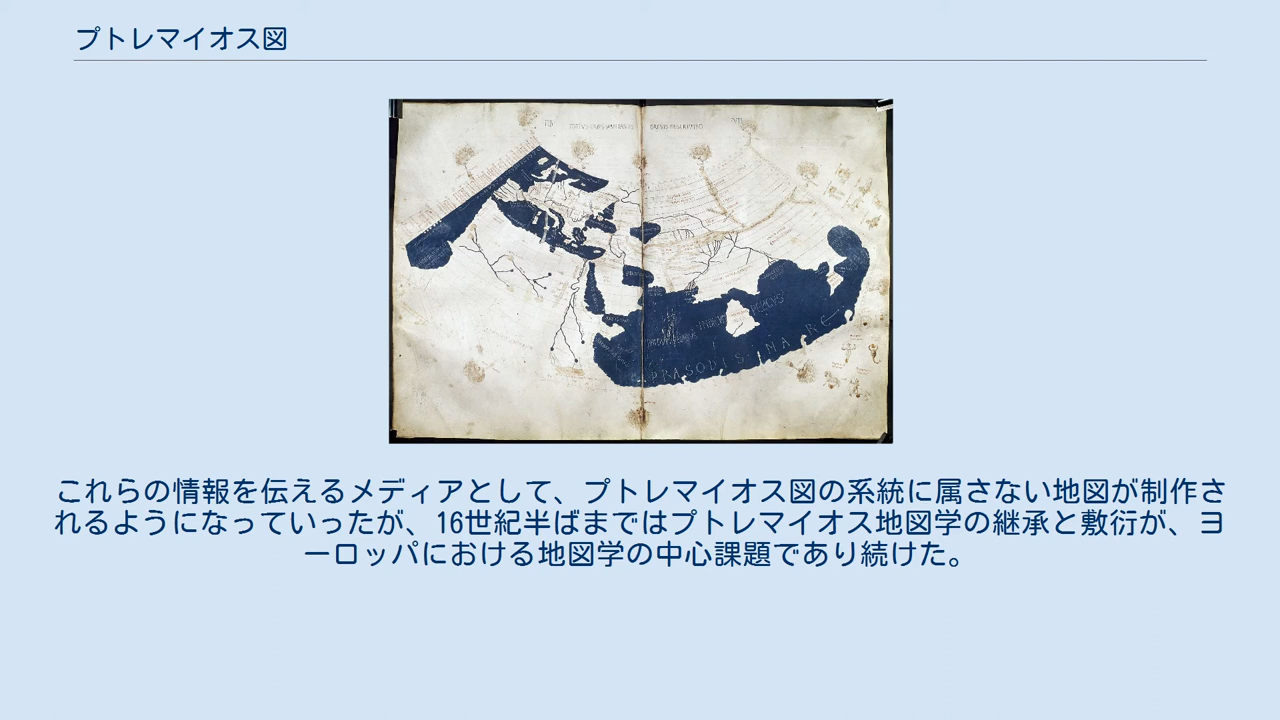 プトレマイオス図
PRASODIS MARE
これらの情報を伝えるメディアとして、プトレマイオス図の系統に属さない地図が制作さ
れるようになっていったが、16世紀半ばまではプトレマイオス地図学の継承と敷衍が、ヨ
ーロッパにおける地図学の中心課題であり続けた。